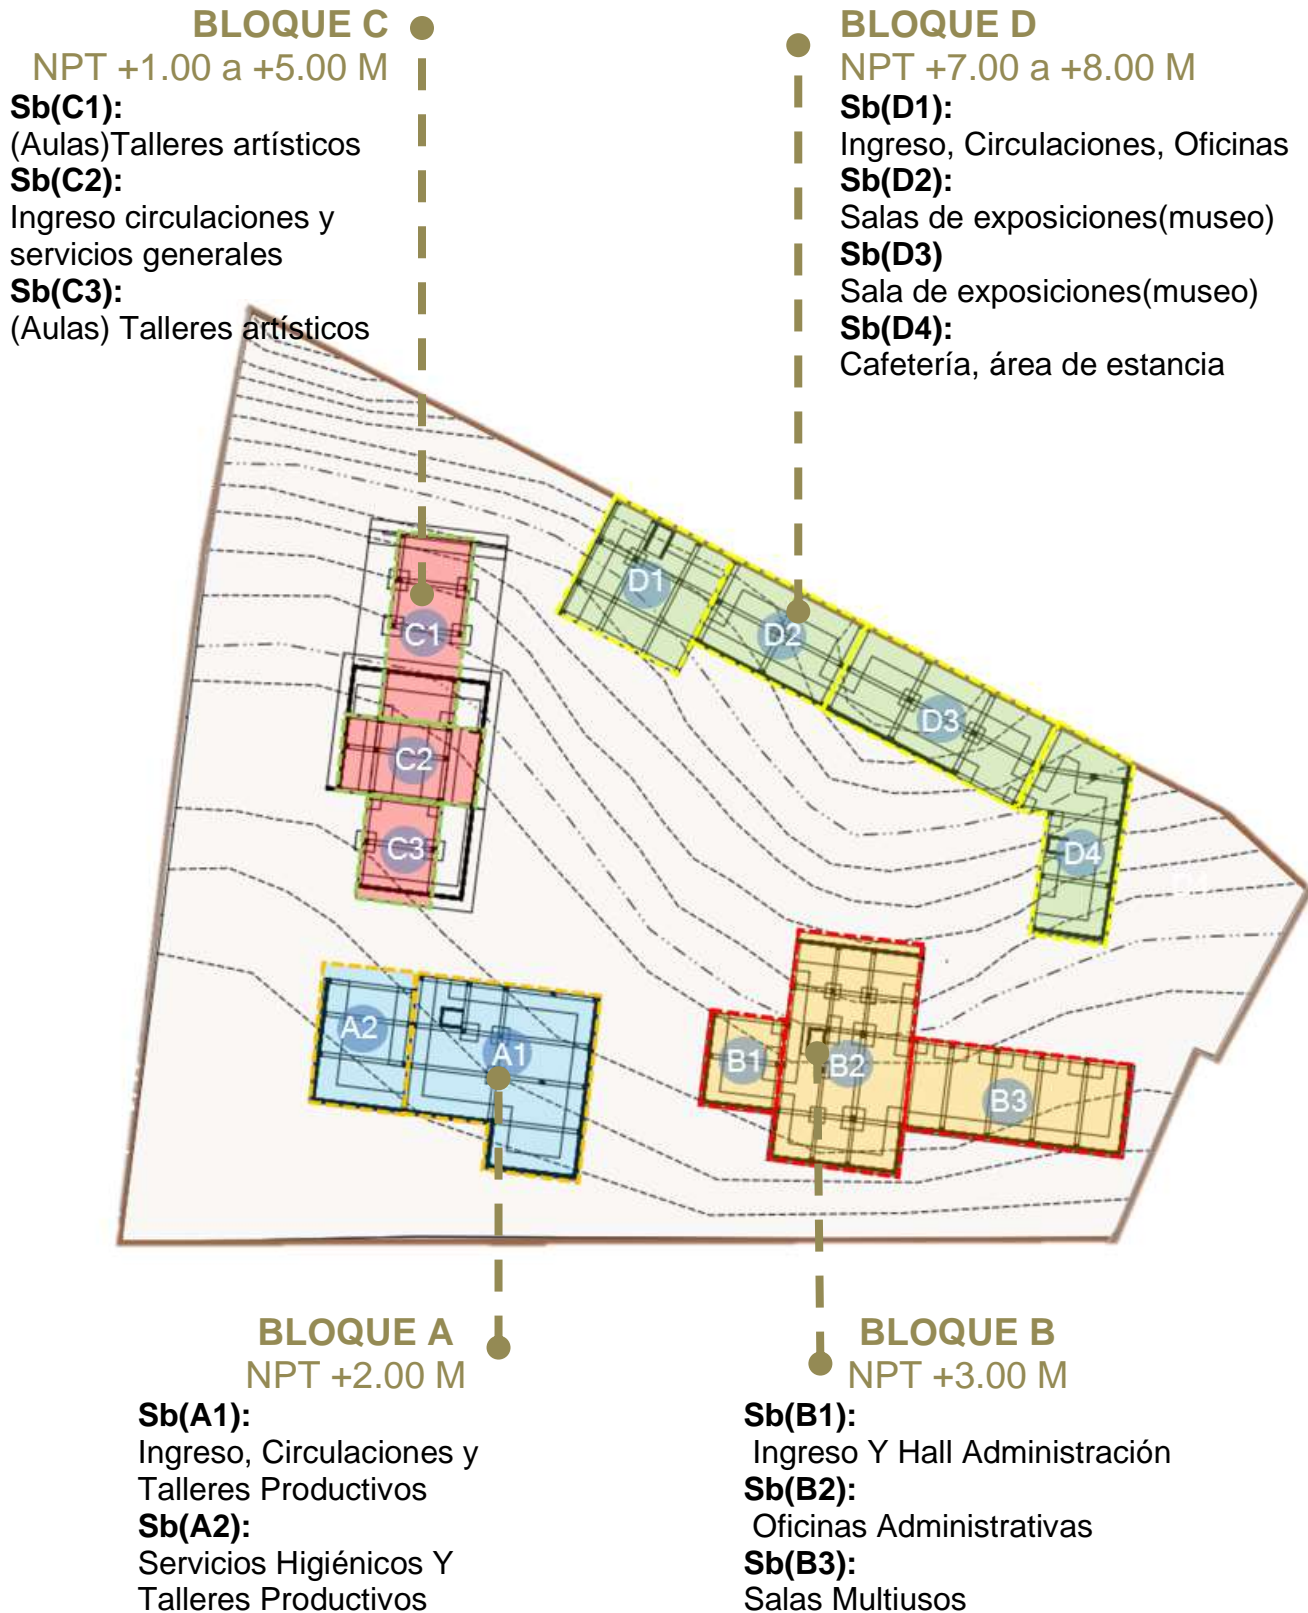 BLOQUE C
NPT +1.00 a +5.00 M
Sb(C1):
(Aulas)Talleres artísticos
Sb(C2):
Ingreso circulaciones y
servicios generales
Sb(C3):
(Aulas) Talleres artísticos
BLOQUE D
NPT +7.00 a +8.00 M
Sb(D1):
Ingreso, Circulaciones, Oficinas
Sb(D2):
Salas de exposiciones(museo)
Sb(D3)
Sala de exposiciones(museo)
Sb(D4):
Cafetería, área de estancia
D1
D2
C1
D3
C2
C3
D4
A2
A1
B1
B2
B3
BLOQUE A
NPT +2.00 M
Sb(A1):
Ingreso, Circulaciones y
Talleres Productivos
Sb(A2):
Servicios Higiénicos Y
Talleres Productivos
BLOQUE B
NPT +3.00 M
Sb(B1):
Ingreso Y Hall Administración
Sb(B2):
Oficinas Administrativas
Sb(B3):
Salas Multiusos